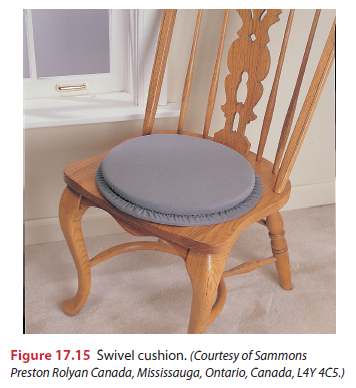 Figure 17.15 Swivel cushion. (Courtesy of Sammons
Preston Rolyan Canada, Mississauga, Ontario, Canada, L4Y 4C5.)